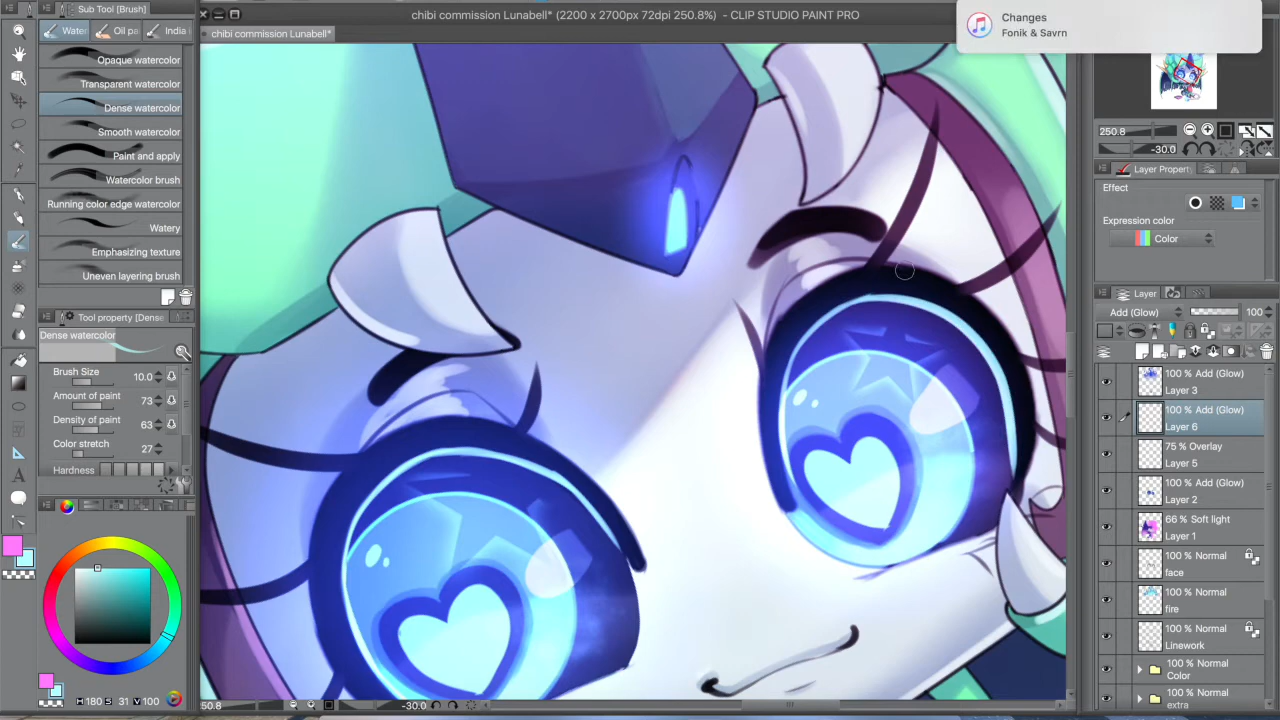 Sub Tool [Brush]
chibi commission Lunabell* (2200 x 2700px 72dpi 250.8%) - CLIP STUDIO PAINT PRO
Changes
Fonik & Savrn
Water
Oil pa
India
chibi commission Lunabell*
Opaque watercolor
Transparent watercolor
Dense watercolor
Smooth watercolor
Paint and apply
Watercolor brush
Running color edge watercolor
Watery
Emphasizing texture
Uneven layering brush
Tool property [Dense
Dense watercolor
Brush Size 10.0
Amount of paint 73
Density of paint 63
Color stretch 27
Hardness
H 180 S 31 V 100
250.8
-30.0
Layer Propert
Effect
Expression color
Color
Layer
Add (Glow) 100
100 % Add (Glow)
Layer 3
100 % Add (Glow)
Layer 6
75 % Overlay
Layer 5
100 % Add (Glow)
Layer 2
66 % Soft light
Layer 1
100 % Normal
face
100 % Normal
fire
100 % Normal
Linework
100 % Normal
Color
100 % Normal
extra
50.8
-30.0